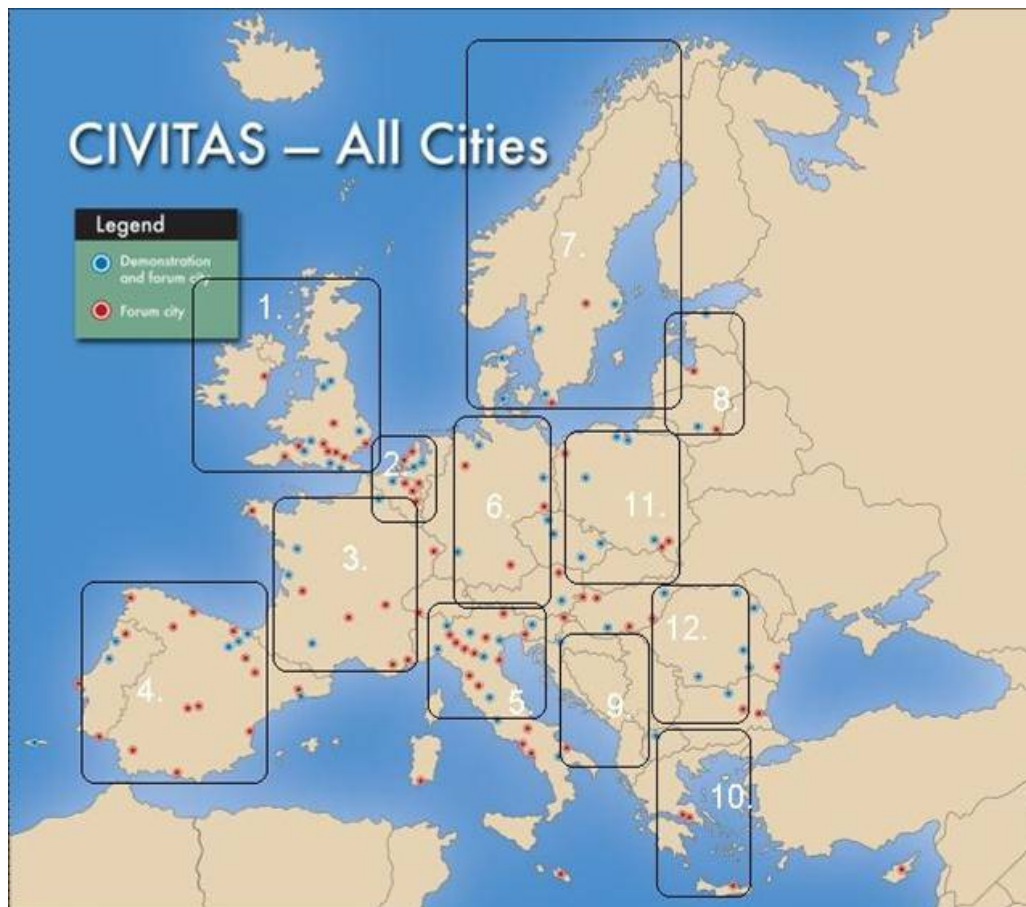 CIVITAS – All Cities
Legend
Demonstration
and forum city
Forum city
1.
7.
8.
2.
6.
11.
3.
12.
4.
5.
9.
10.